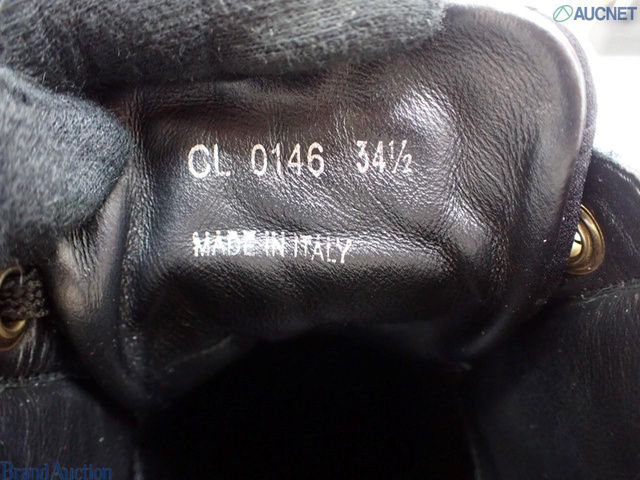 AUCNET
CL 0146 34½
MADE IN ITALY
Brand Auction